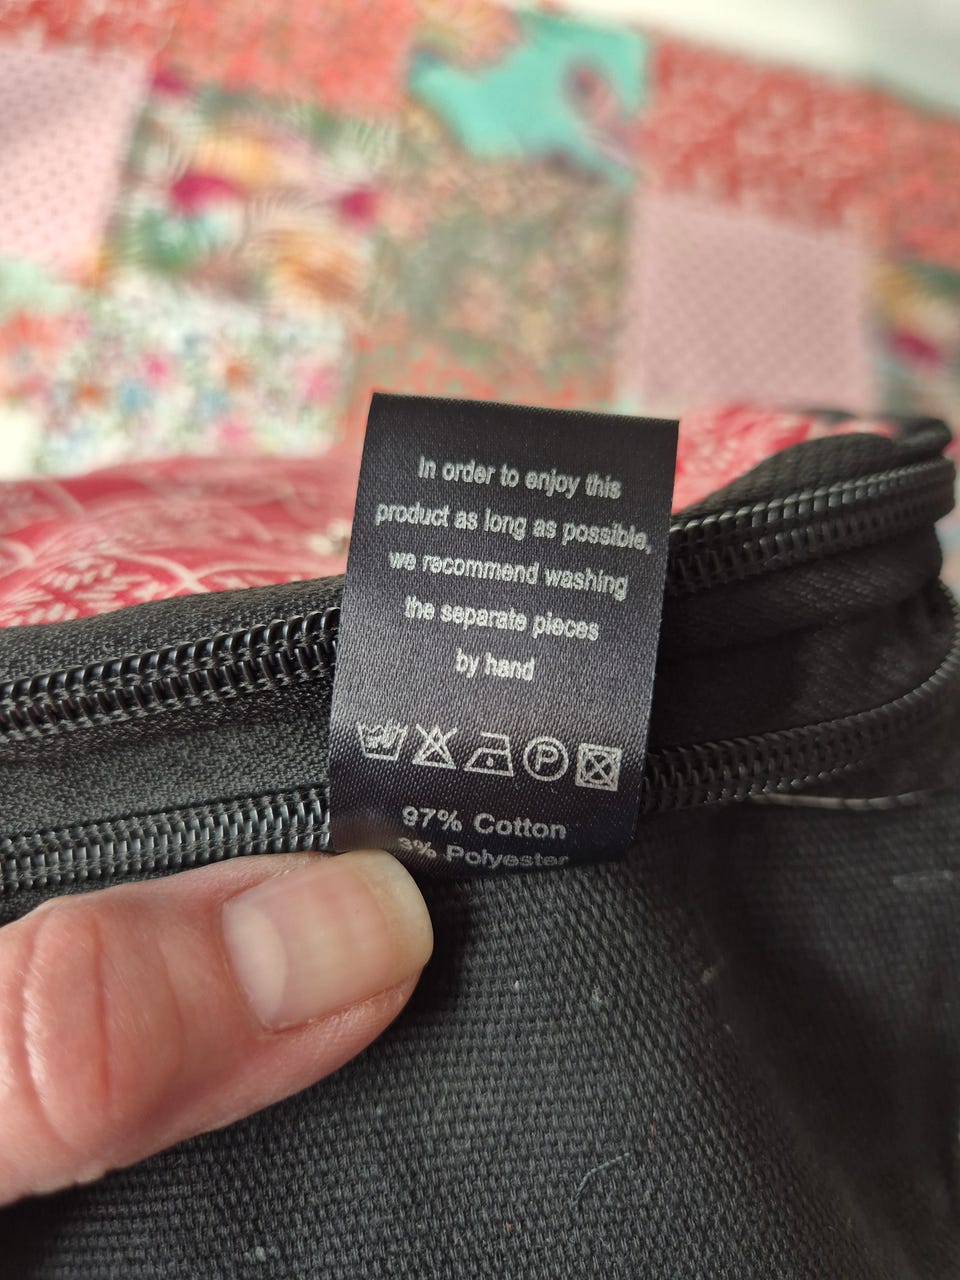 In order to enjoy this
product as long as possible,
we recommend washing
the separate pieces
by hand
P
97% Cotton
3% Polyester